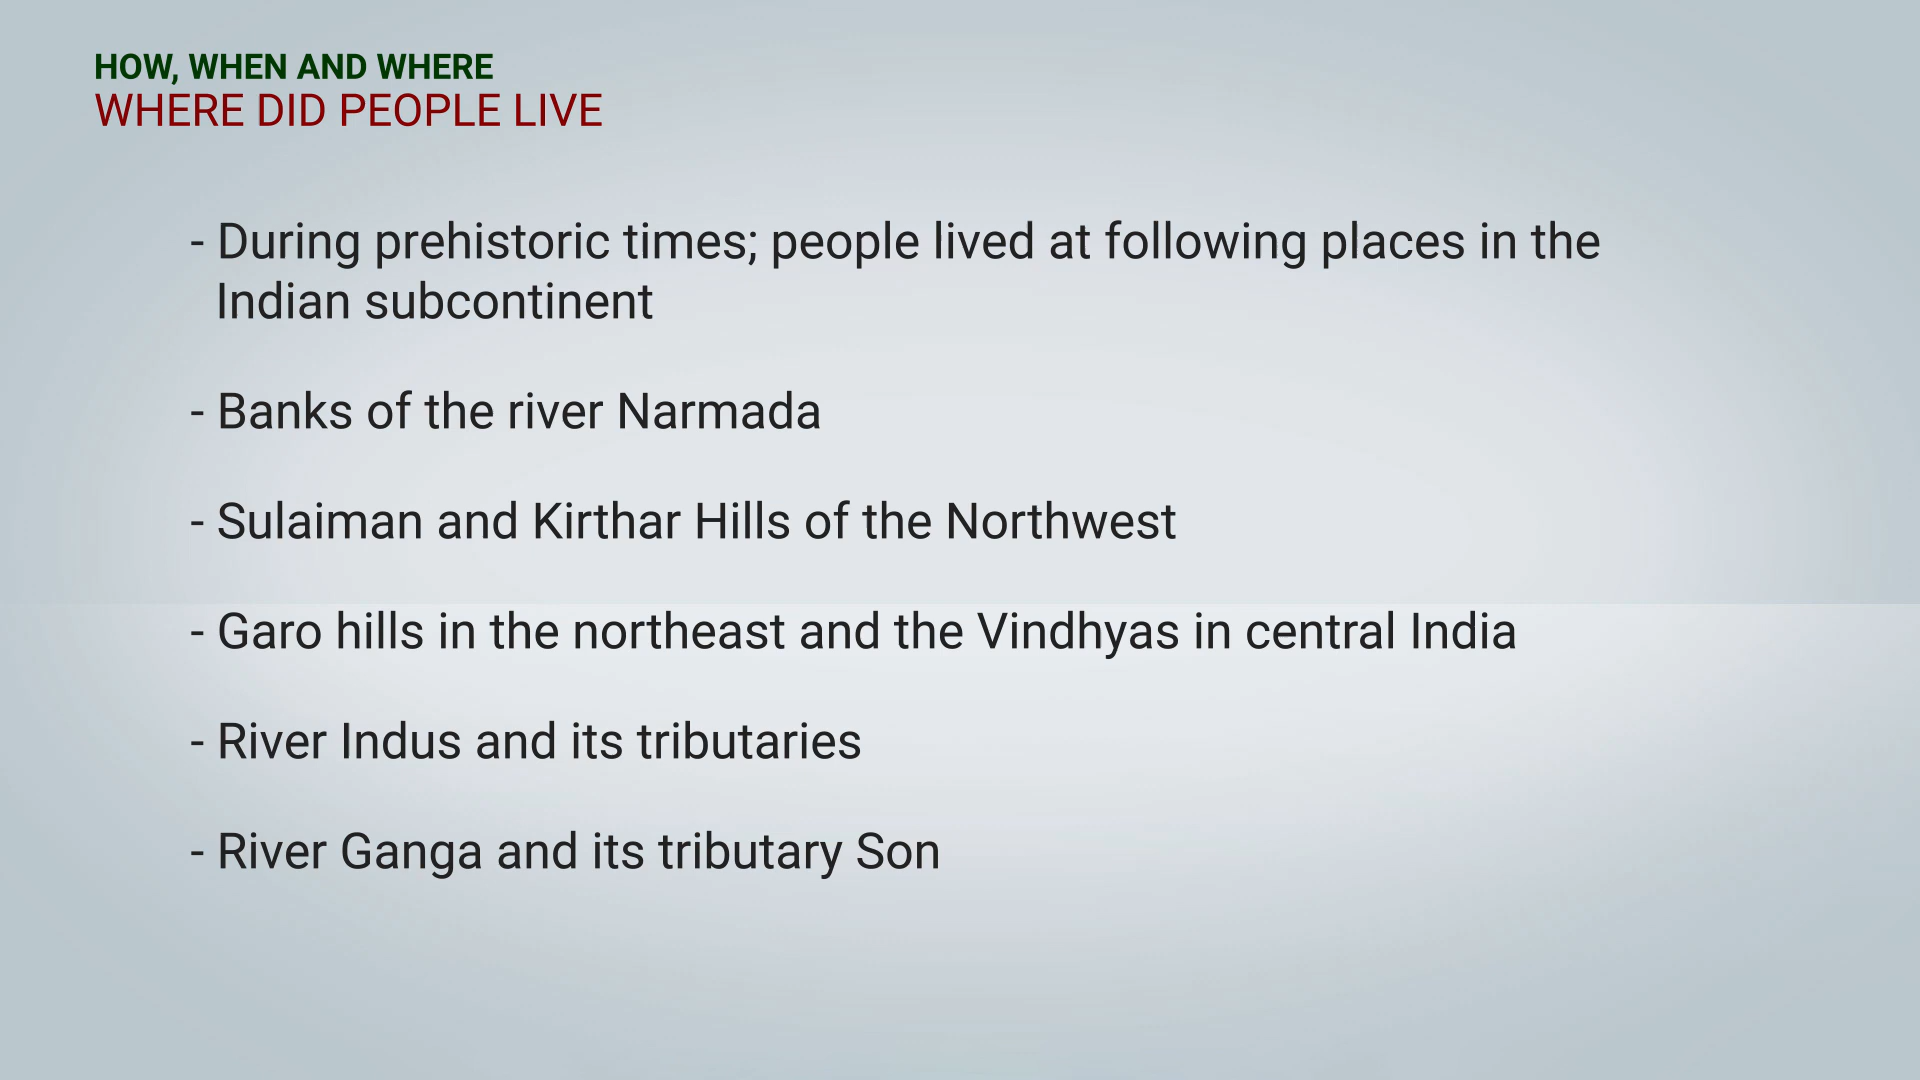 HOW, WHEN AND WHERE
WHERE DID PEOPLE LIVE
- During prehistoric times; people lived at following places in the
Indian subcontinent
- Banks of the river Narmada
- Sulaiman and Kirthar Hills of the Northwest
- Garo hills in the northeast and the Vindhyas in central India
- River Indus and its tributaries
- River Ganga and its tributary Son